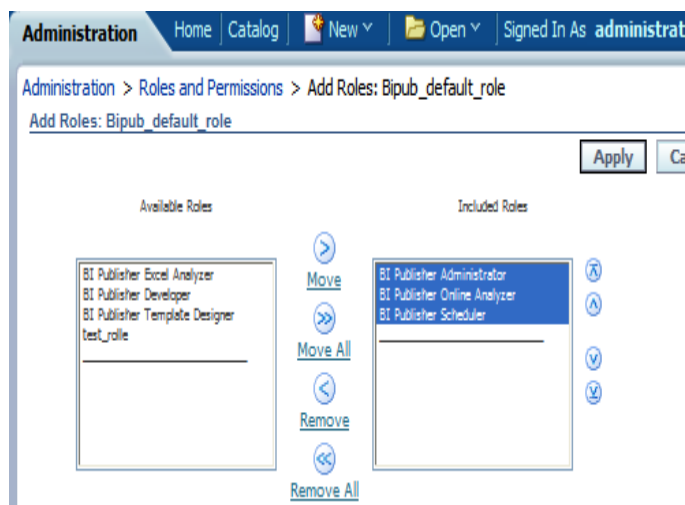 Administration Home Catalog New Open Signed In As administrat
Administration > Roles and Permissions > Add Roles: Bipub_default_role
Add Roles: Bipub_default_role
Apply Ca
Available Roles Included Roles
BI Publisher Excel Analyzer
BI Publisher Developer
BI Publisher Template Designer
test_rolle
Move
Move All
Remove
Remove All
BI Publisher Administrator
BI Publisher Online Analyzer
BI Publisher Scheduler